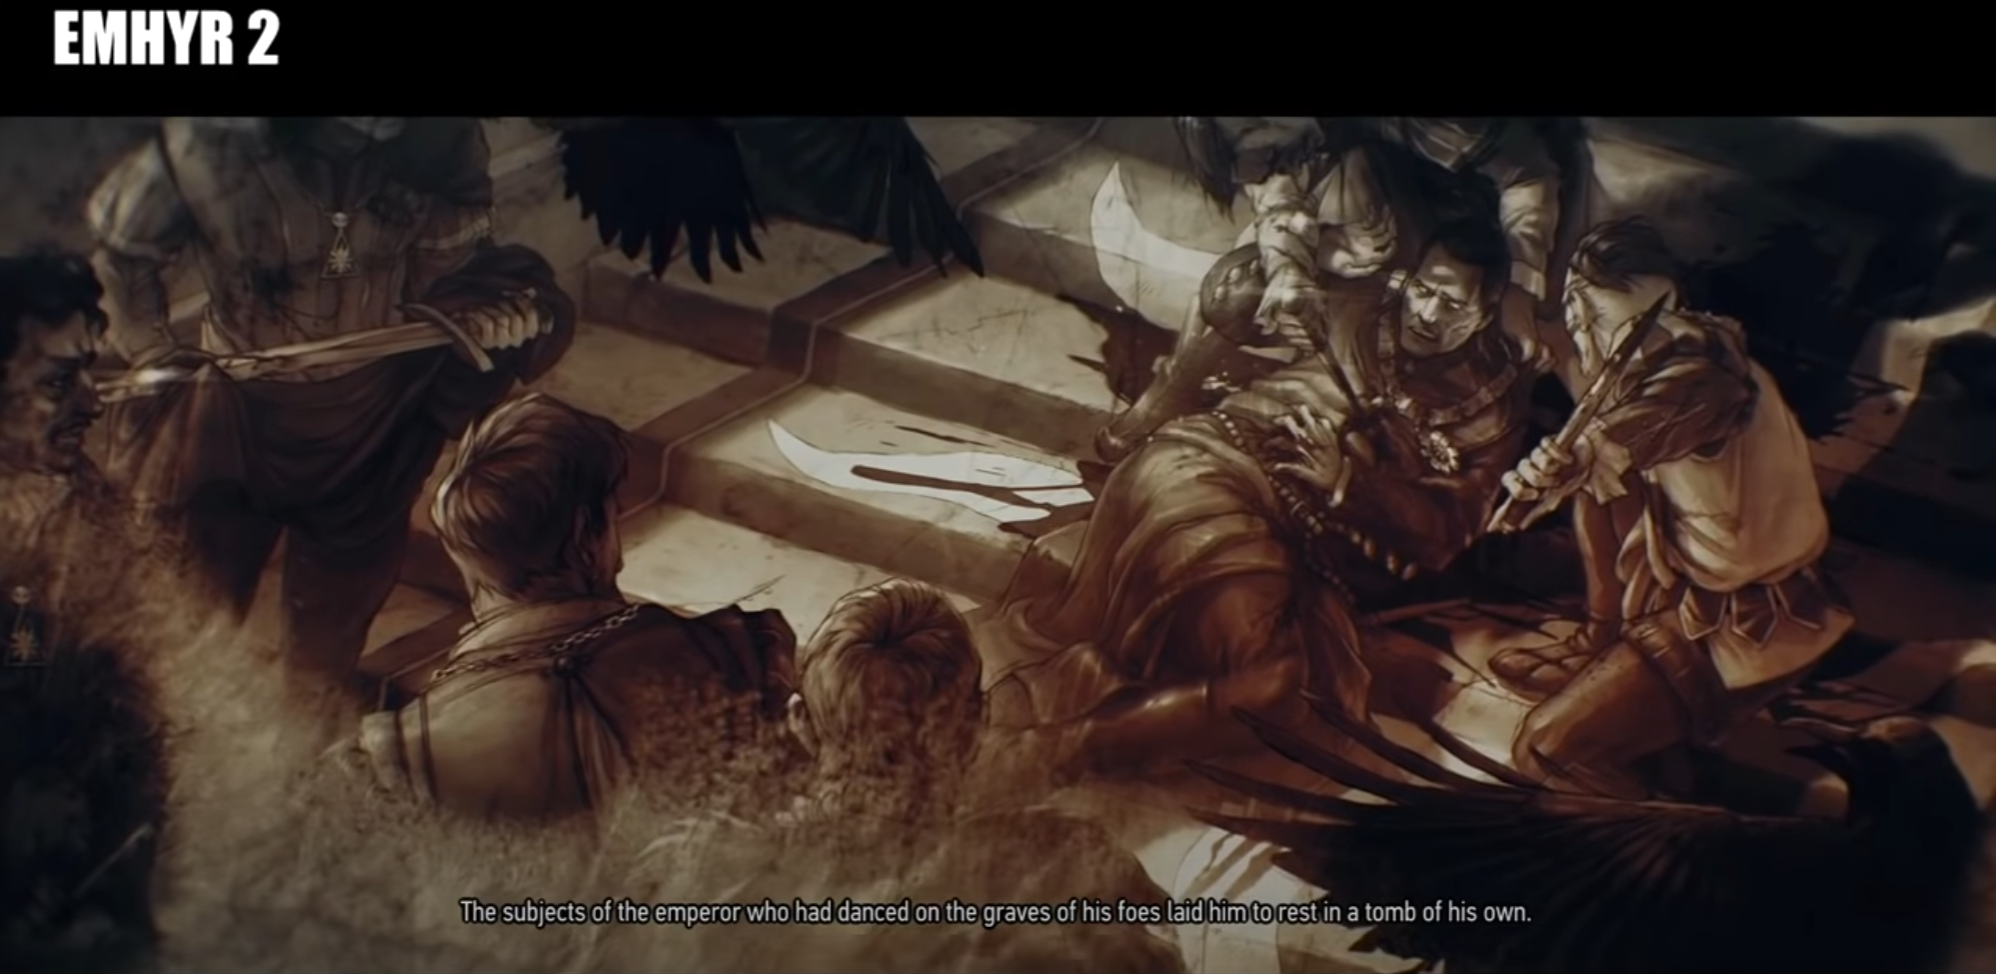 EMHYR 2
The subjects of the emperor who had danced on the graves of his foes laid him to rest in a tomb of his own.